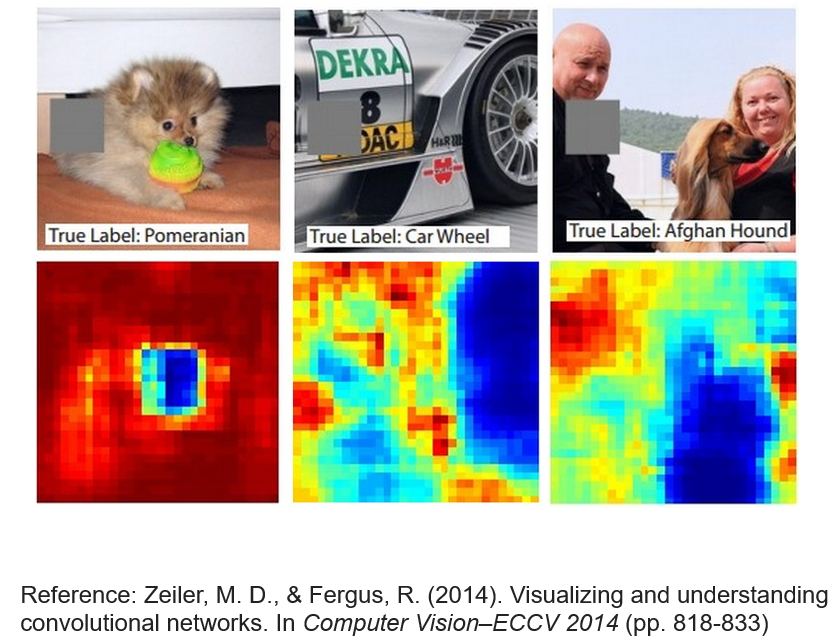 DEKRA
8
DAC
H&R
True Label: Pomeranian
True Label: Car Wheel
True Label: Afghan Hound
Reference: Zeiler, M. D., & Fergus, R. (2014). Visualizing and understanding
convolutional networks. In Computer Vision–ECCV 2014 (pp. 818-833)